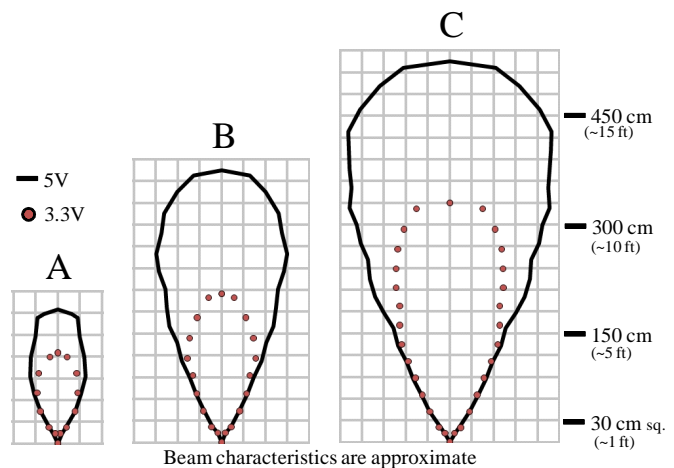 C
B
A
5V
3.3V
450 cm
(~15 ft)
300 cm
(~10 ft)
150 cm
(~5 ft)
30 cm sq.
(~1 ft)
Beam characteristics are approximate